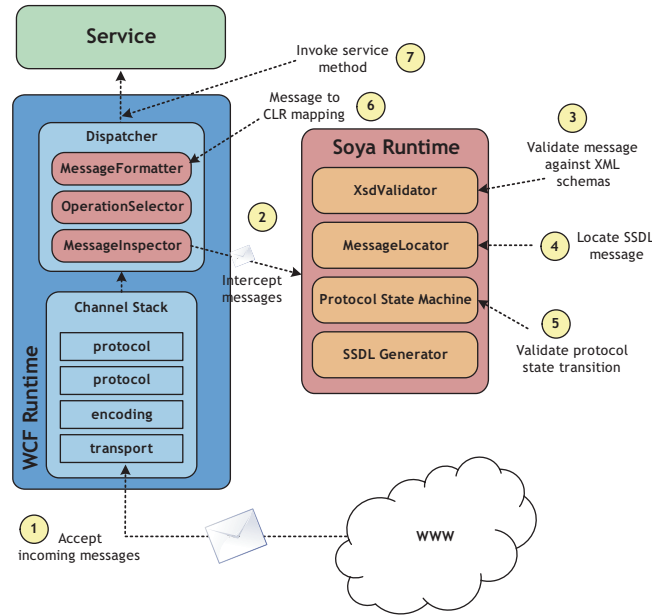 Service
Invoke service
method
7
Message to
CLR mapping
6
Dispatcher
MessageFormatter
OperationSelector
MessageInspector
2
Intercept
messages
Soya Runtime
XsdValidator
MessageLocator
Protocol State Machine
SSDL Generator
3
Validate message
against XML
schemas
4
Locate SSDL
message
5
Validate protocol
state transition
WCF Runtime
Channel Stack
protocol
protocol
encoding
transport
1
Accept
incoming messages
WWW